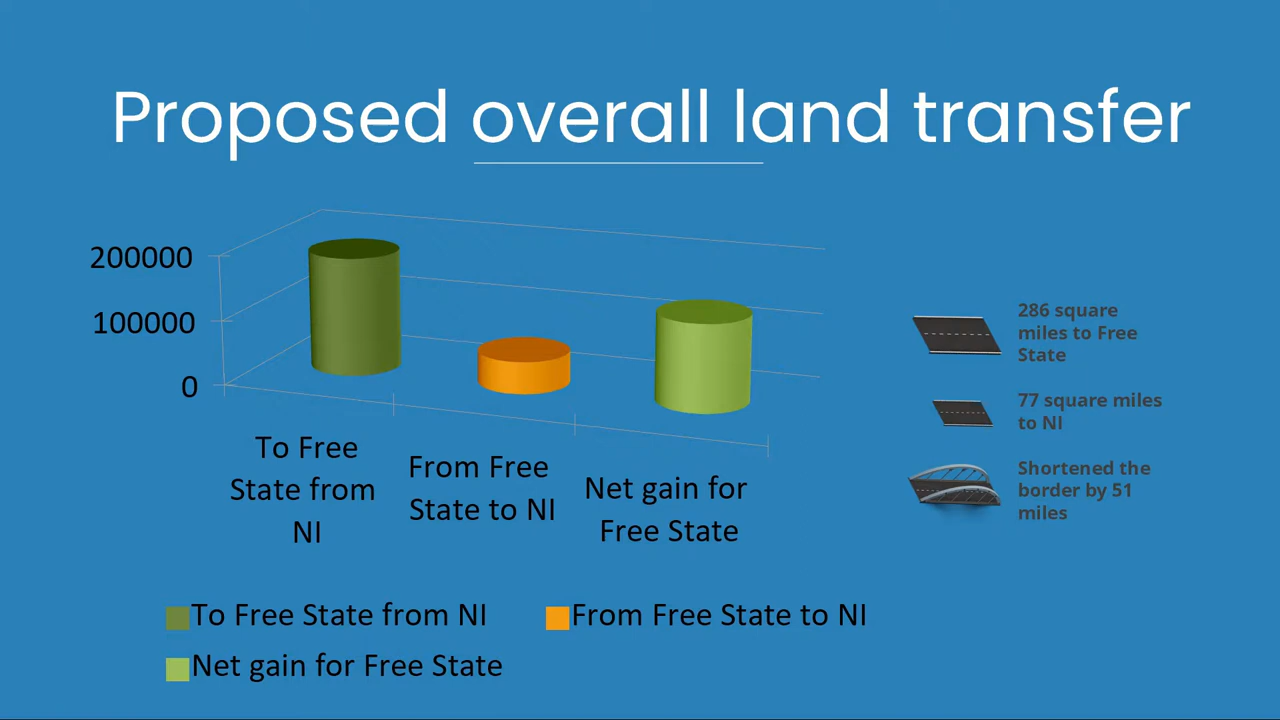 Proposed overall land transfer
200000
100000
0
To Free
State from
NI
From Free
State to NI
Net gain for
Free State
286 square
miles to Free
State
77 square miles
to NI
Shortened the
border by 51
miles
To Free State from NI
From Free State to NI
Net gain for Free State